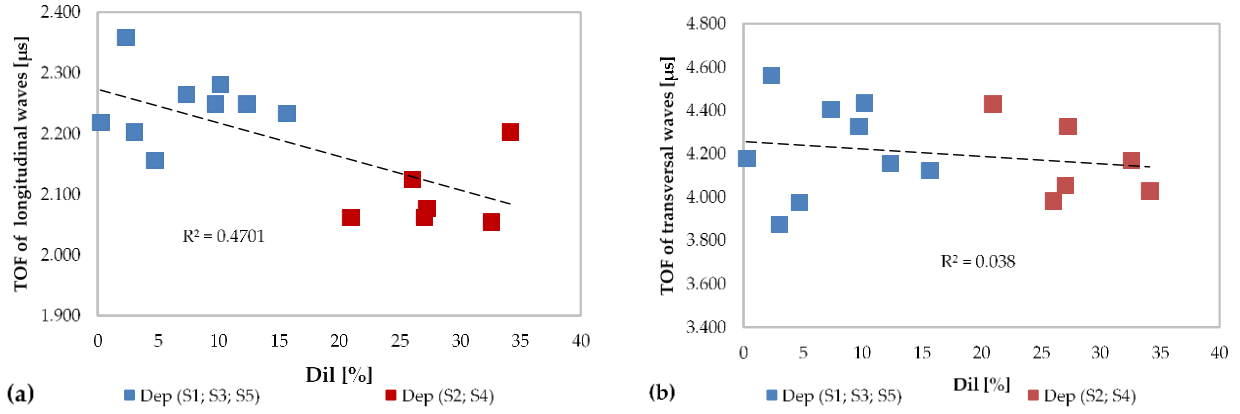 2.400
2.300
2.200
2.100
2.000
1.900
TOF of longitudinal waves [µs]
R² = 0.4701
0 5 10 15 20 25 30 35 40
Dil [%]
(a)
Dep (S1; S3; S5) Dep (S2; S4)
4.800
4.600
4.400
4.200
4.000
3.800
3.600
3.400
TOF of transversal waves [µs]
R² = 0.038
0 5 10 15 20 25 30 35 40
Dil [%]
(b)
Dep (S1; S3; S5) Dep (S2; S4)